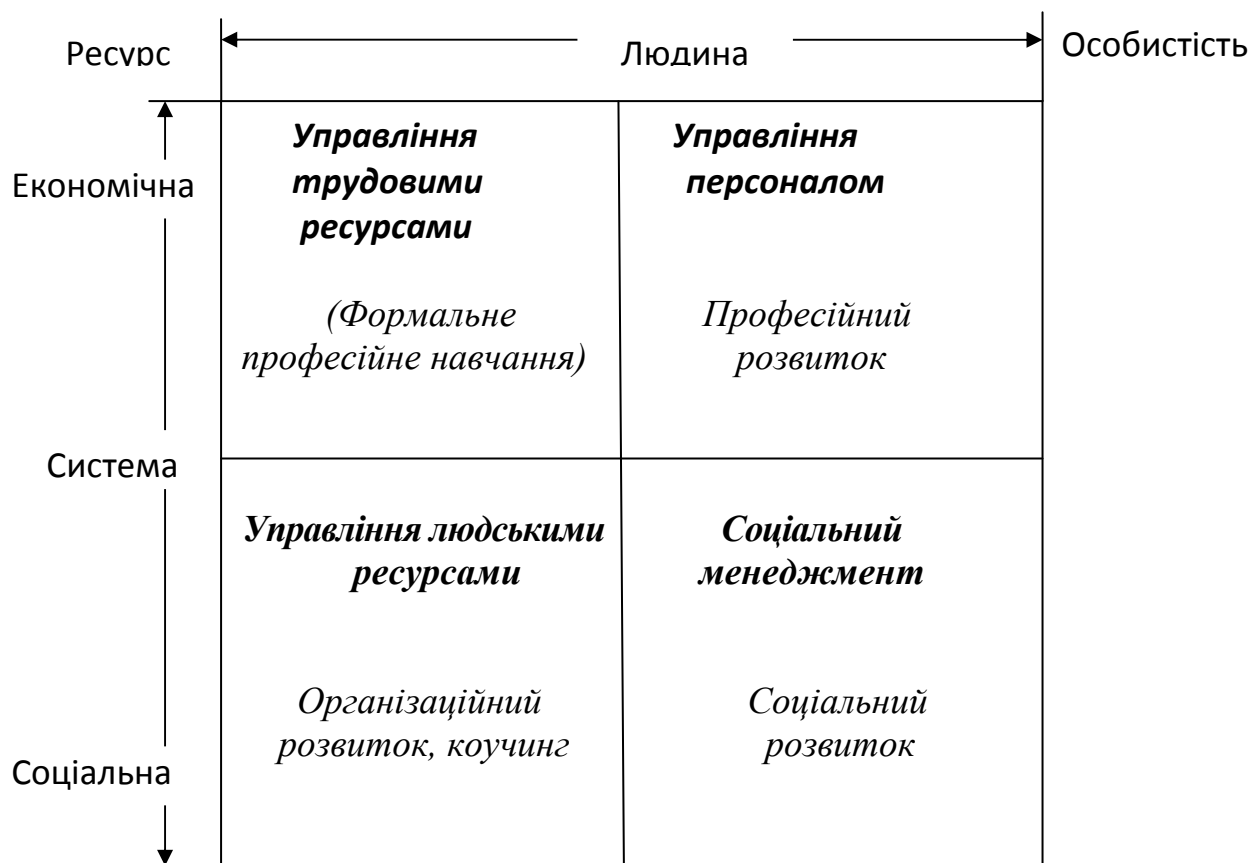 Ресурс
Людина
Особистість
Економічна
Управління
трудовими
ресурсами
(Формальне
професійне навчання)
Управління
персоналом
Професійний
розвиток
Система
Управління людськими
ресурсами
Організаційний
розвиток, коучинг
Соціальний
менеджмент
Соціальний
розвиток
Соціальна